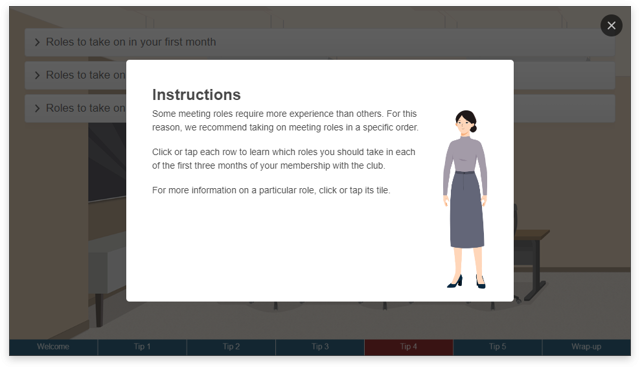 Roles to take on in your first month
Roles to take on
Roles to take on
Instructions
Some meeting roles require more experience than others. For this
reason, we recommend taking on meeting roles in a specific order.
Click or tap each row to learn which roles you should take in each
of the first three months of your membership with the club.
For more information on a particular role, click or tap its tile.
Welcome
Tip 1
Tip 2
Tip 3
Tip 4
Tip 5
Wrap-up